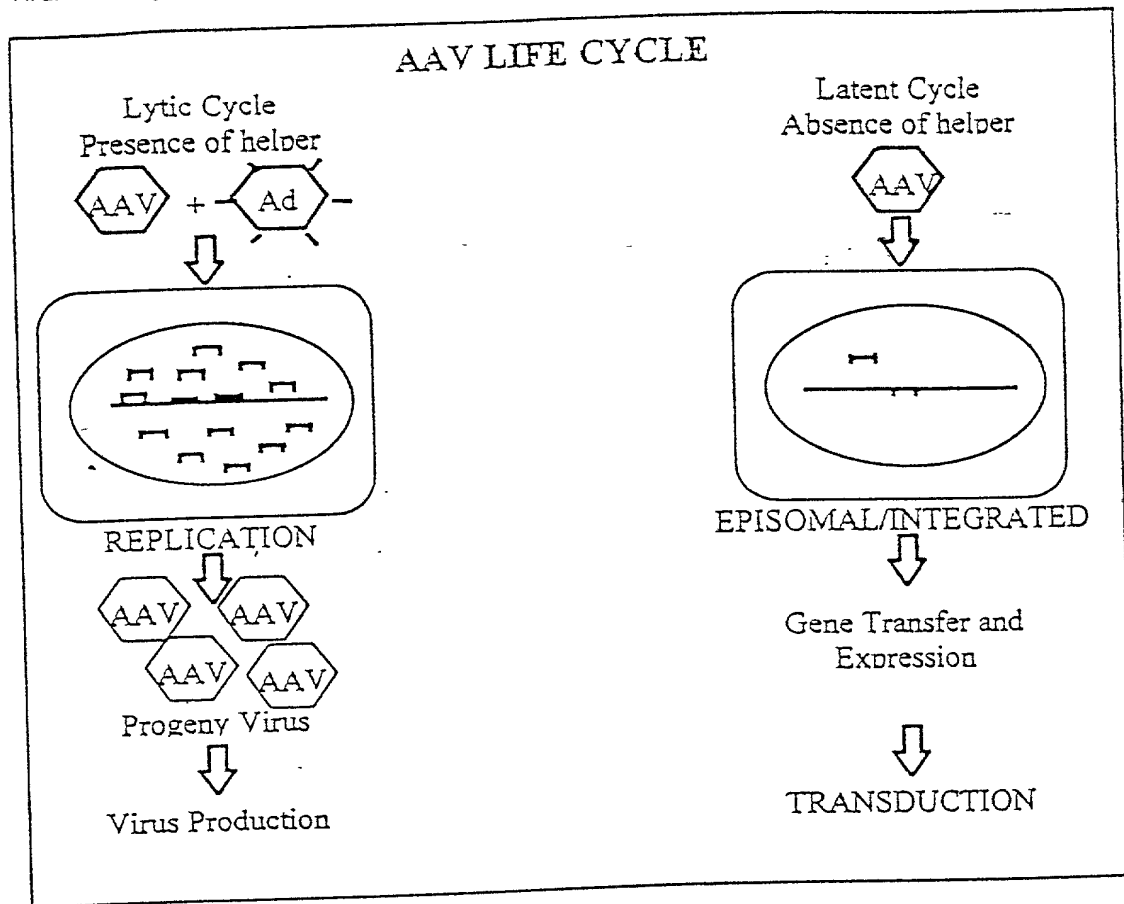 AAV LIFE CYCLE
Lytic Cycle
Presence of helper
AAV + Ad
REPLICATION
AAV AAV
AAV AAV
Progeny Virus
Virus Production
Latent Cycle
Absence of helper
AAV
EPISOMAL/INTEGRATED
Gene Transfer and
Expression
TRANSDUCTION